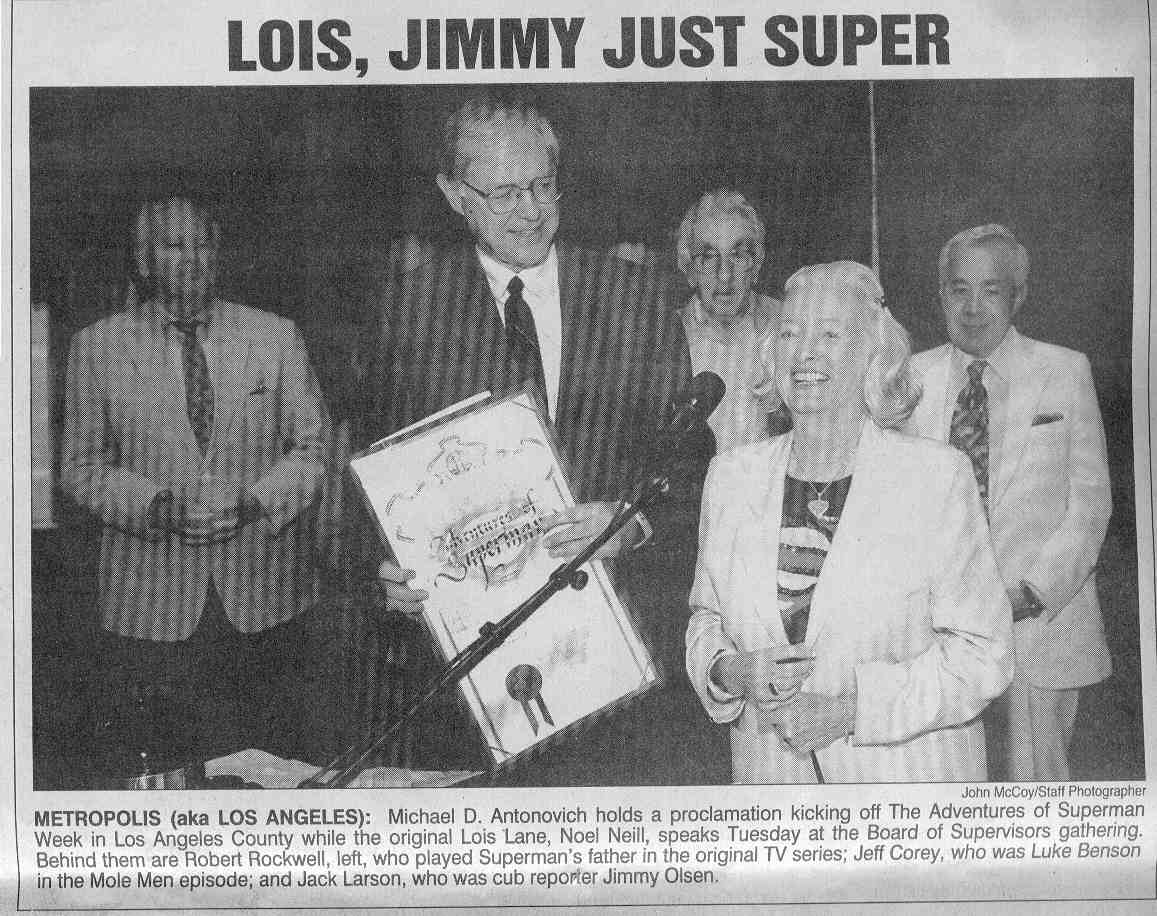 LOIS, JIMMY JUST SUPER
Adventures of
Superman
John McCoy/Staff Photographer
METROPOLIS (aka LOS ANGELES): Michael D. Antonovich holds a proclamation kicking off The Adventures of Superman
Week in Los Angeles County while the original Lois Lane, Noel Neill, speaks Tuesday at the Board of Supervisors gathering.
Behind them are Robert Rockwell, left, who played Superman's father in the original TV series; Jeff Corey, who was Luke Benson
in the Mole Men episode; and Jack Larson, who was cub reporter Jimmy Olsen.